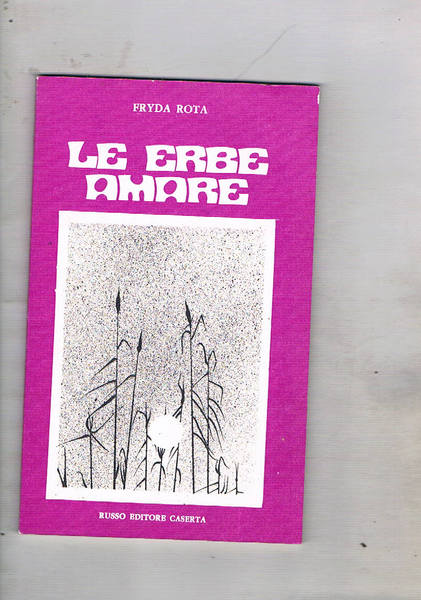 FRYDA ROTA
LE ERBE
AMARE
RUSSO EDITORE CASERTA